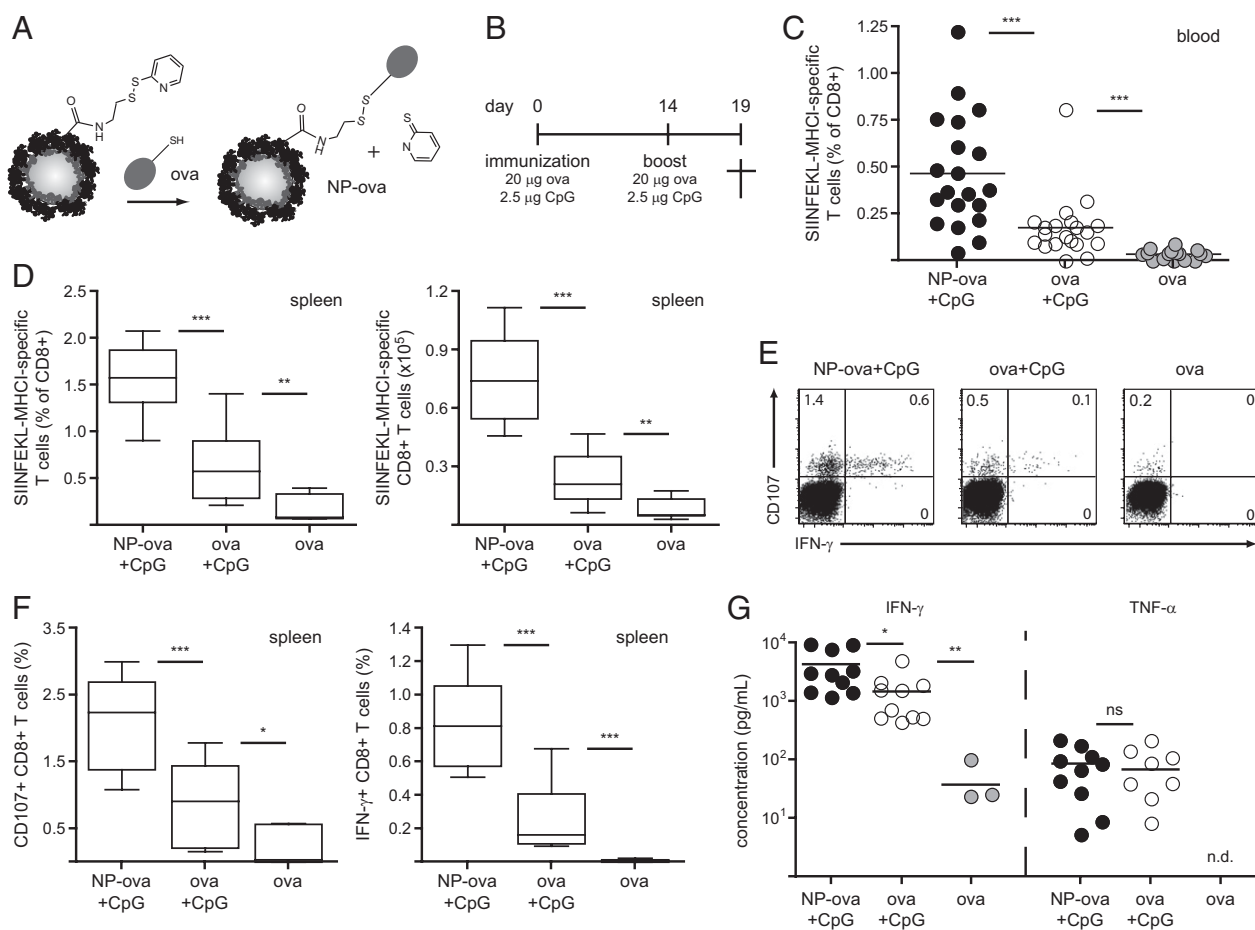 A
O
N
H
S
S
N
SH
ova
O
N
H
S
S
+
S
N
NP-ova
B
day 0 14 19
immunization boost
20 μg ova 20 μg ova
2.5 μg CpG 2.5 μg CpG
C
blood
SIINFEKL-MHCI-specific
T cells (% of CD8+)
1.25
1.00
0.75
0.50
0.25
*** ***
NP-ova ova ova
+CpG +CpG
D
SIINFEKL-MHCI-specific
T cells (% of CD8+)
2.5
2.0
1.5
1.0
0.5
spleen
*** **
NP-ova ova ova
+CpG +CpG
SIINFEKL-MHCI-specific
CD8+ T cells (x10⁵)
1.2
0.9
0.6
0.3
spleen
*** **
NP-ova ova ova
+CpG +CpG
E
NP-ova+CpG ova+CpG ova
1.4 0.6 0.5 0.1 0.2 0
0 0 0
CD107
IFN-γ
F
CD107+ CD8+ T cells (%)
3.5
2.5
1.5
0.5
spleen
*** *
NP-ova ova ova
+CpG +CpG
IFN-γ+ CD8+ T cells (%)
1.4
1.2
1.0
0.8
0.6
0.4
0.2
spleen
*** ***
NP-ova ova ova
+CpG +CpG
G
IFN-γ TNF-α
concentration (pg/mL)
10⁴
10³
10²
10¹
* **
ns
n.d.
NP-ova ova ova NP-ova ova ova
+CpG +CpG +CpG +CpG